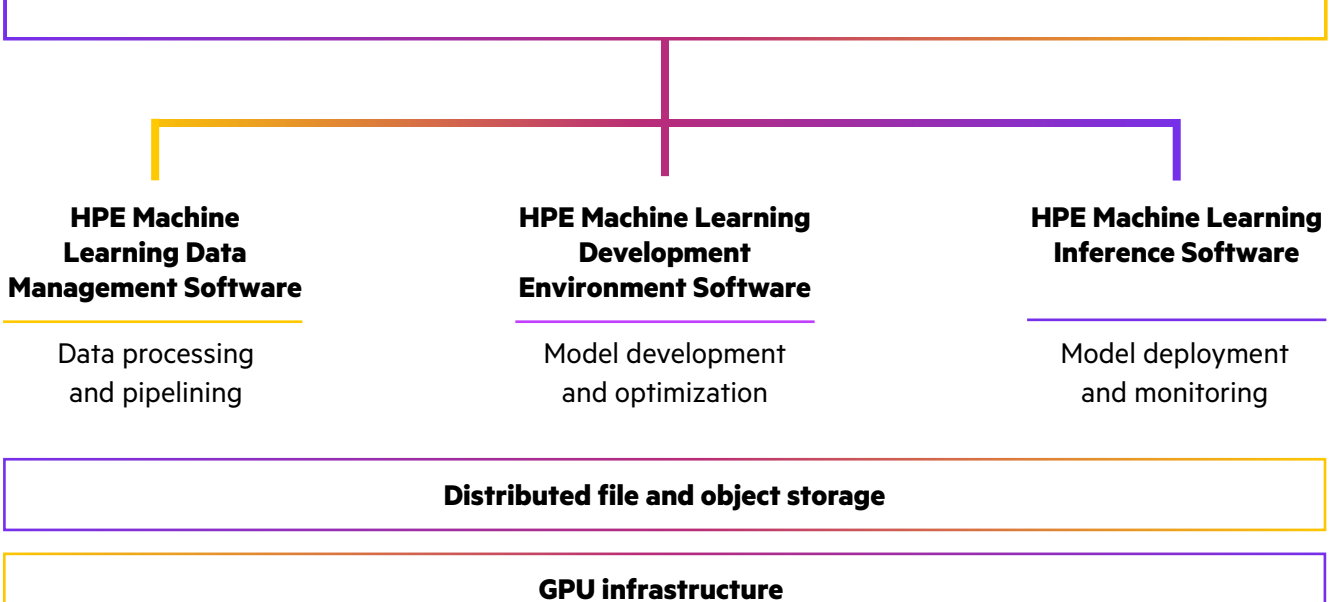 HPE Machine
Learning Data
Management Software
Data processing
and pipelining
HPE Machine Learning
Development
Environment Software
Model development
and optimization
HPE Machine Learning
Inference Software
Model deployment
and monitoring
Distributed file and object storage
GPU infrastructure